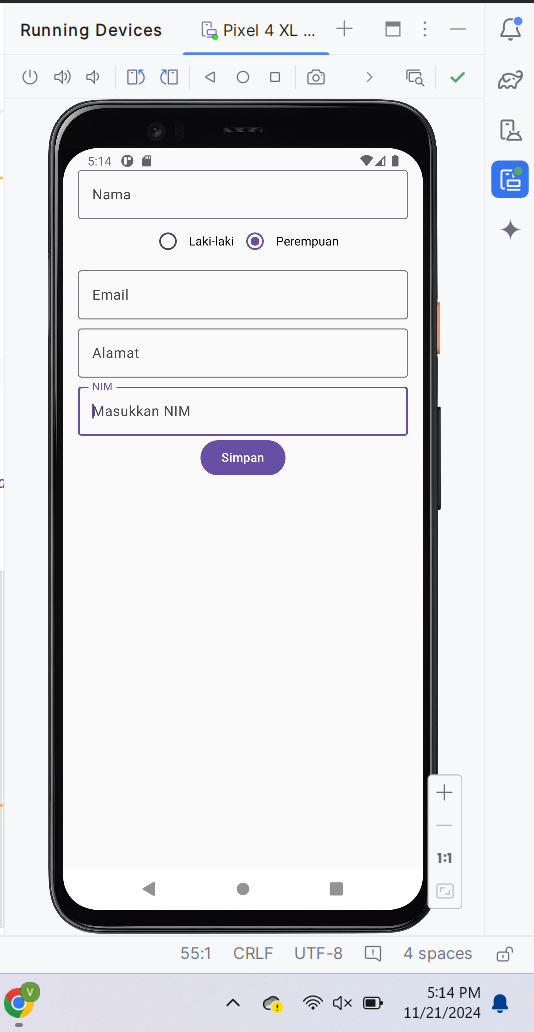 Running Devices
Pixel 4 XL ...
5:14
Nama
Laki-laki
Perempuan
Email
Alamat
NIM
Masukkan NIM
Simpan
1:1
55:1 CRLF UTF-8 4 spaces
V
5:14 PM
11/21/2024